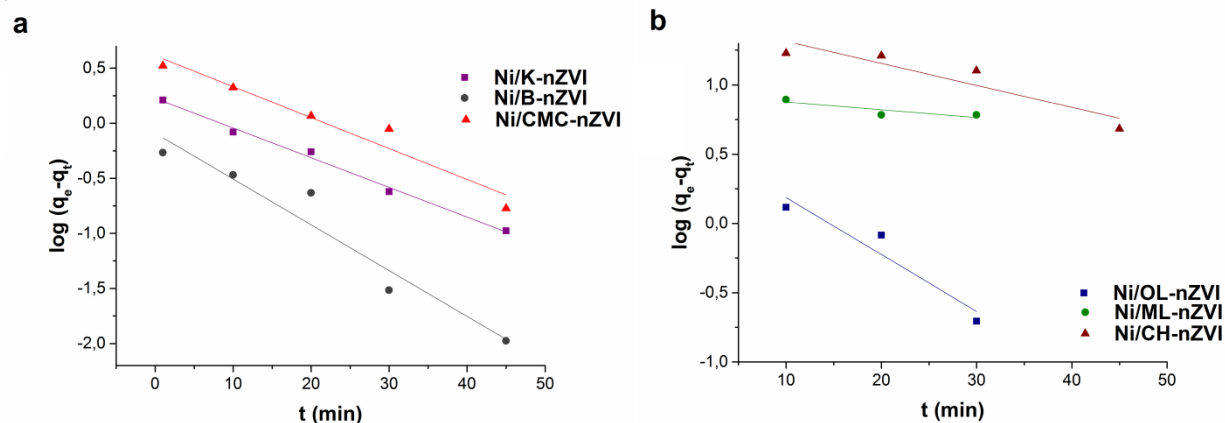 a
log (qₑ-qₜ)
0,5
0,0
-0,5
-1,0
-1,5
-2,0
0
10
20
30
40
50
t (min)
Ni/K-nZVI
Ni/B-nZVI
Ni/CMC-nZVI
b
log (qₑ-qₜ)
1,0
0,5
0,0
-0,5
-1,0
10
20
30
40
50
t (min)
Ni/OL-nZVI
Ni/ML-nZVI
Ni/CH-nZVI